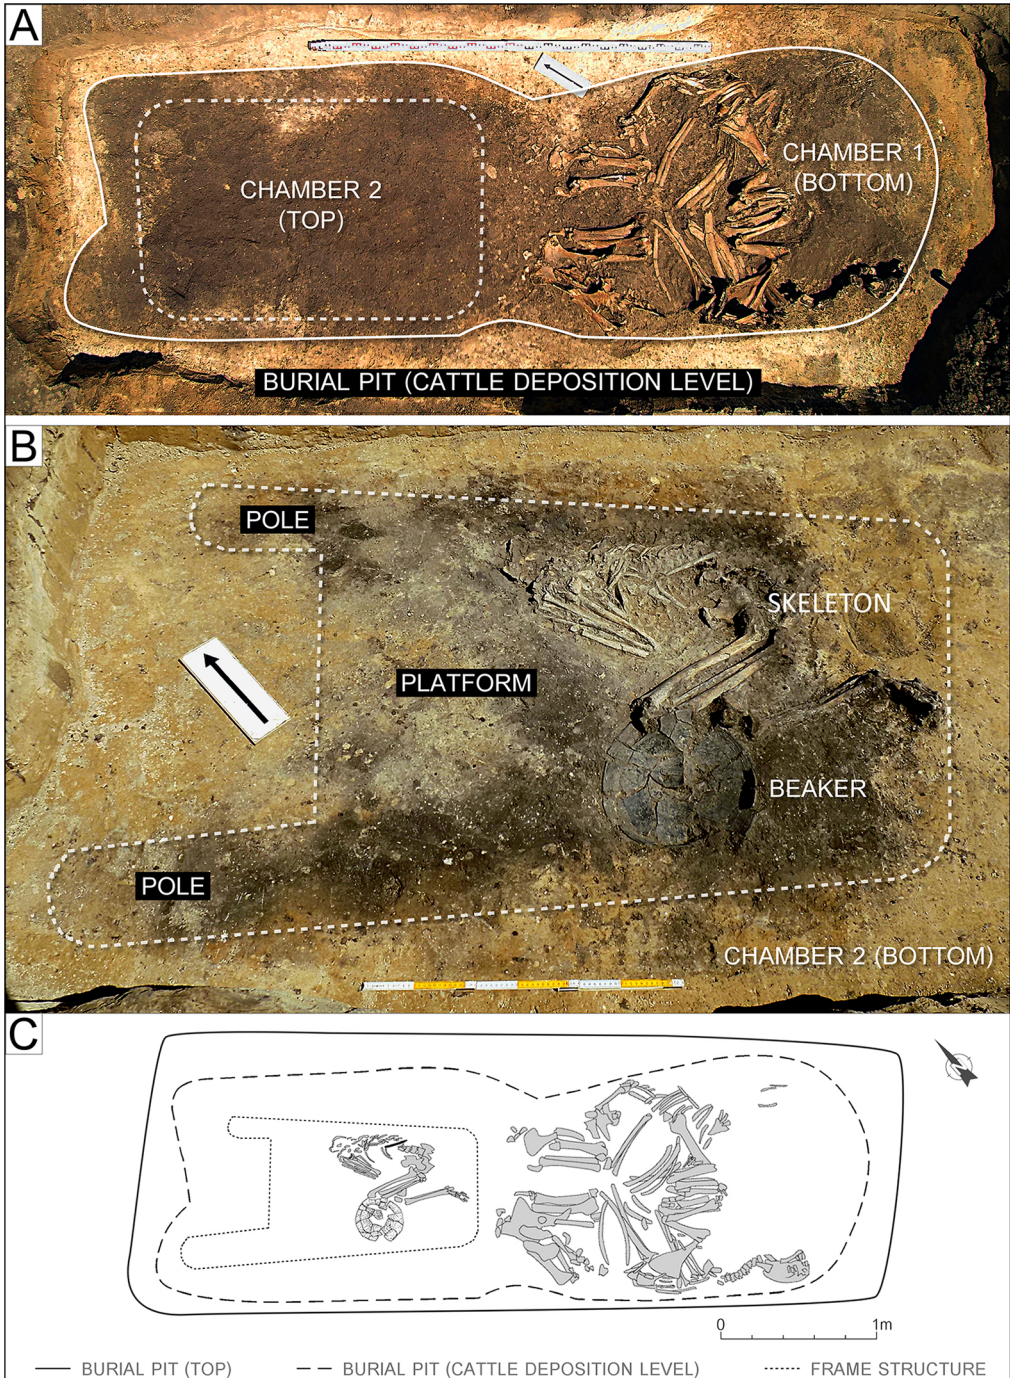 A
CHAMBER 2
(TOP)
CHAMBER 1
(BOTTOM)
BURIAL PIT (CATTLE DEPOSITION LEVEL)
B
POLE
SKELETON
PLATFORM
BEAKER
POLE
CHAMBER 2 (BOTTOM)
C
0
1m
BURIAL PIT (TOP)
BURIAL PIT (CATTLE DEPOSITION LEVEL)
FRAME STRUCTURE